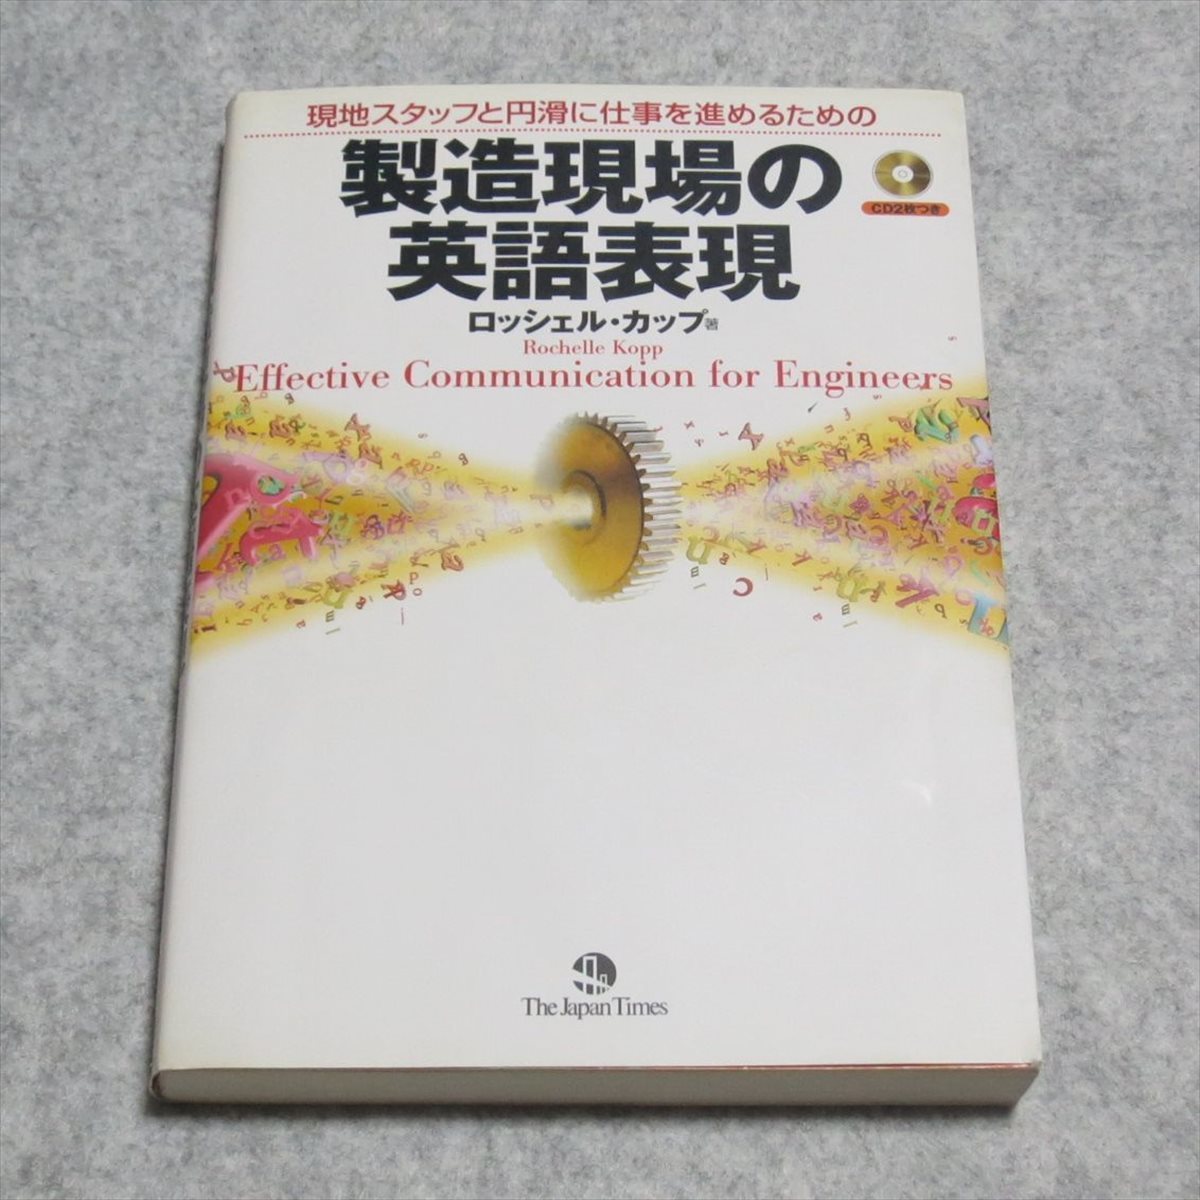 現地スタッフと円滑に仕事を進めるための
製造現場の
英語表現
CD2枚つき
ロッシェル・カップ著
Rochelle Kopp
Effective Communication for Engineers
The Japan Times